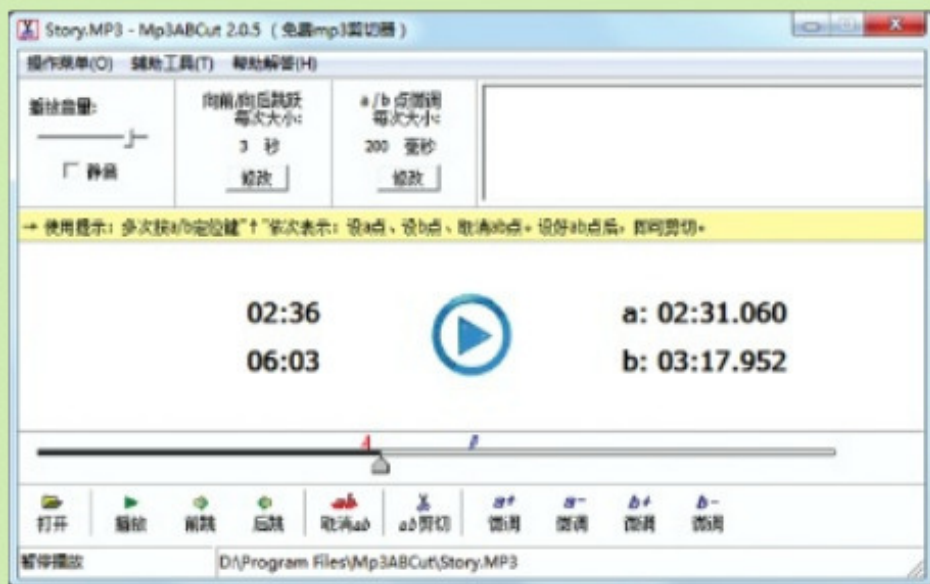 Story.MP3 - Mp3ABCut 2.0.5 （免费mp3剪切器）
操作菜单(O) 辅助工具(T) 帮助解答(H)
播放音量:
静音
向前/向后跳跃
每次大小:
3 秒
修改
a/b点微调
每次大小:
200 毫秒
修改
→ 使用提示：多次按a/b定位键"↑"依次表示：设a点、设b点、取消ab点。设好ab点后，即可剪切。
02:36
06:03
a: 02:31.060
b: 03:17.952
A B
打开 播放 前跳 后跳 取消ab ab剪切 a+ 微调 a- 微调 b+ 微调 b- 微调
暂停播放 D:\Program Files\Mp3ABCut\Story.MP3